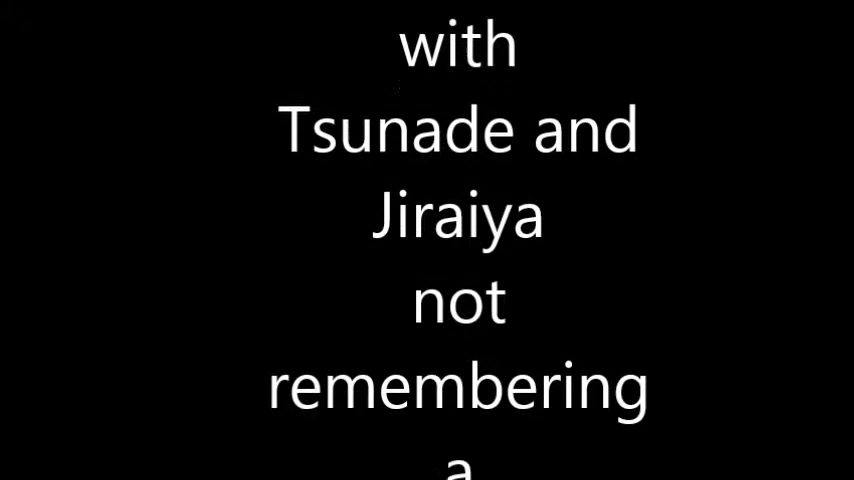 with
Tsunade and
Jiraiya
not
remembering
a